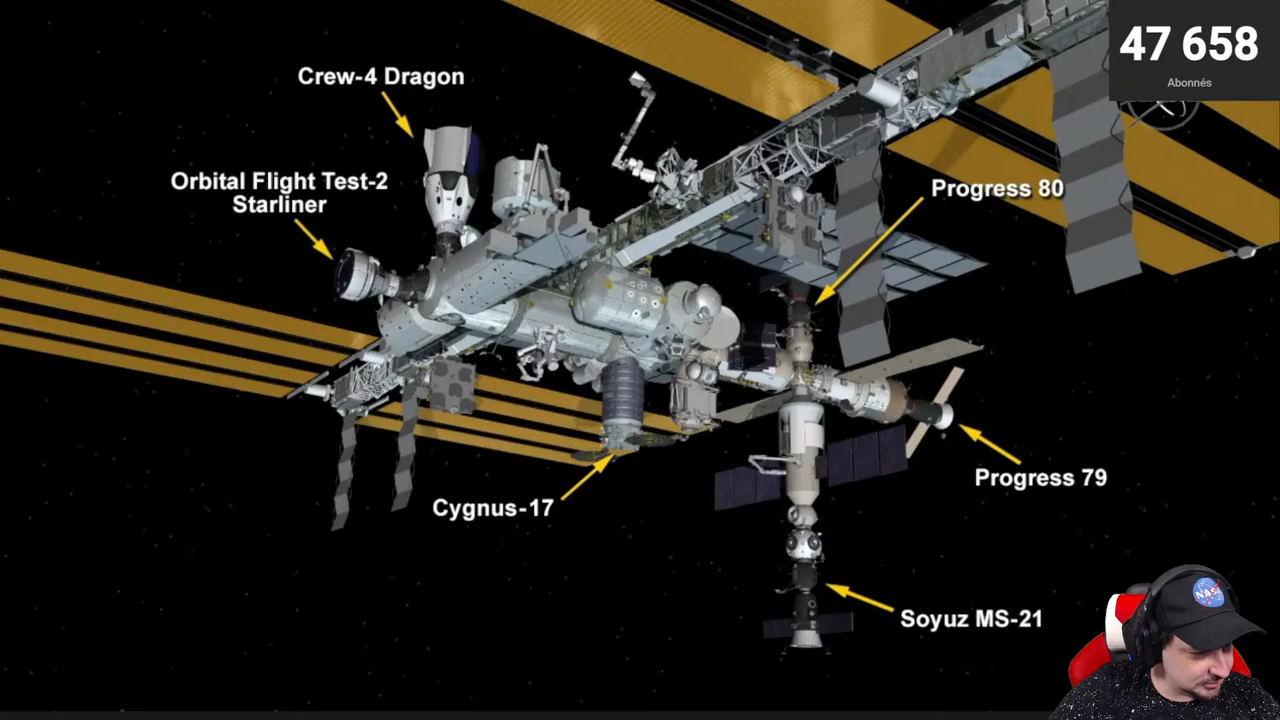 47 658
Abonnés
Crew-4 Dragon
Orbital Flight Test-2
Starliner
Progress 80
Progress 79
Cygnus-17
Soyuz MS-21
NASA